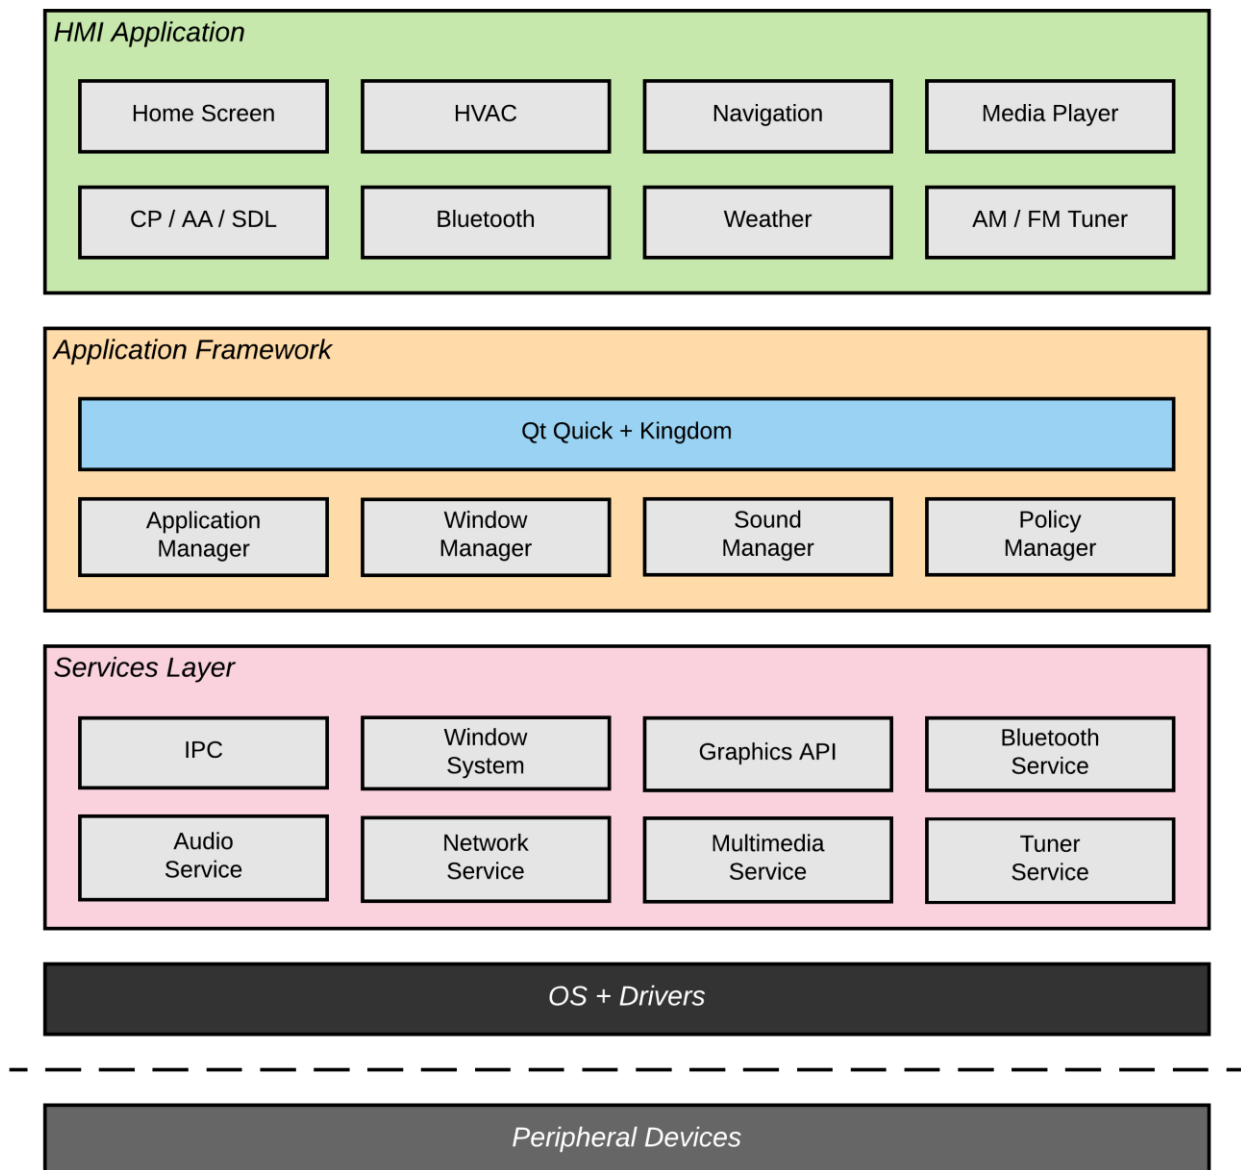 HMI Application
Home Screen
HVAC
Navigation
Media Player
CP / AA / SDL
Bluetooth
Weather
AM / FM Tuner
Application Framework
Qt Quick + Kingdom
Application
Manager
Window
Manager
Sound
Manager
Policy
Manager
Services Layer
IPC
Window
System
Graphics API
Bluetooth
Service
Audio
Service
Network
Service
Multimedia
Service
Tuner
Service
OS + Drivers
Peripheral Devices